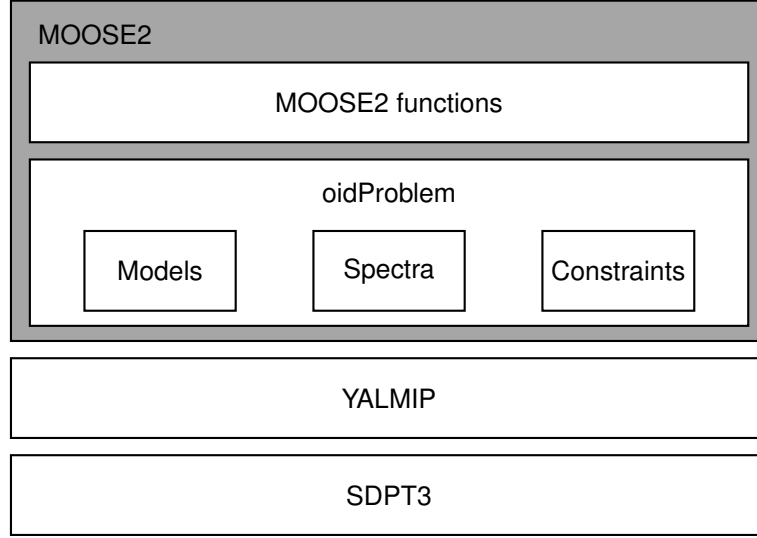 MOOSE2
MOOSE2 functions
oidProblem
Models
Spectra
Constraints
YALMIP
SDPT3